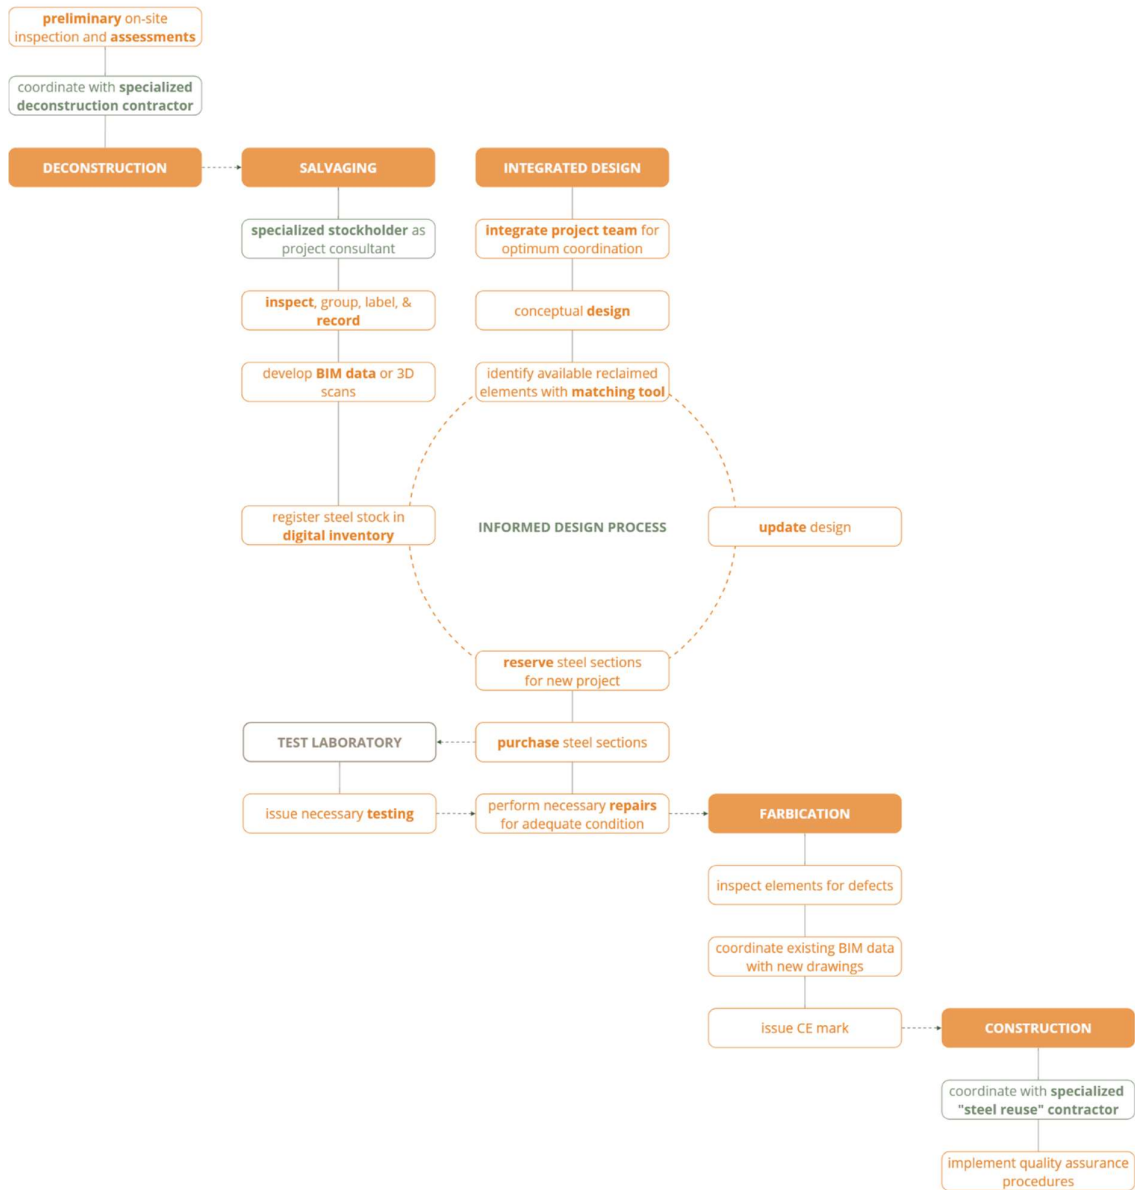 preliminary on-site
inspection and assessments
coordinate with specialized
deconstruction contractor
DECONSTRUCTION
SALVAGING
INTEGRATED DESIGN
specialized stockholder as
project consultant
integrate project team for
optimum coordination
inspect, group, label, &
record
conceptual design
develop BIM data or 3D
scans
identify available reclaimed
elements with matching tool
register steel stock in
digital inventory
INFORMED DESIGN PROCESS
update design
reserve steel sections
for new project
TEST LABORATORY
purchase steel sections
issue necessary testing
perform necessary repairs
for adequate condition
FARBICATION
inspect elements for defects
coordinate existing BIM data
with new drawings
issue CE mark
CONSTRUCTION
coordinate with specialized
"steel reuse" contractor
implement quality assurance
procedures